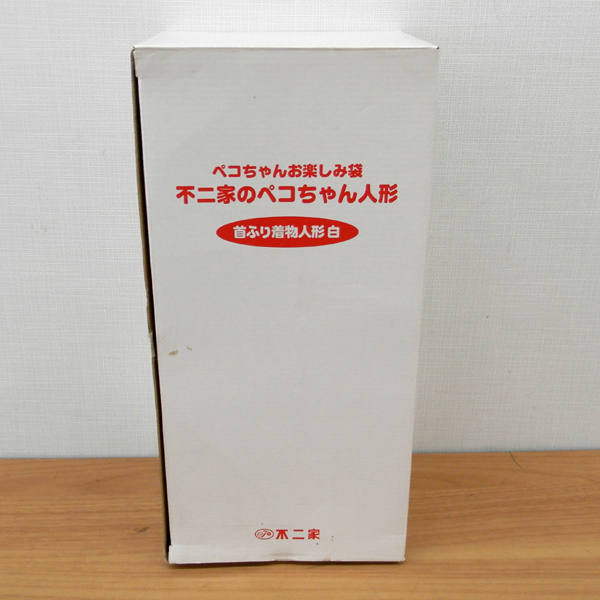 ペコちゃんお楽しみ袋
不二家のペコちゃん人形
首ふり着物人形 白
不二家